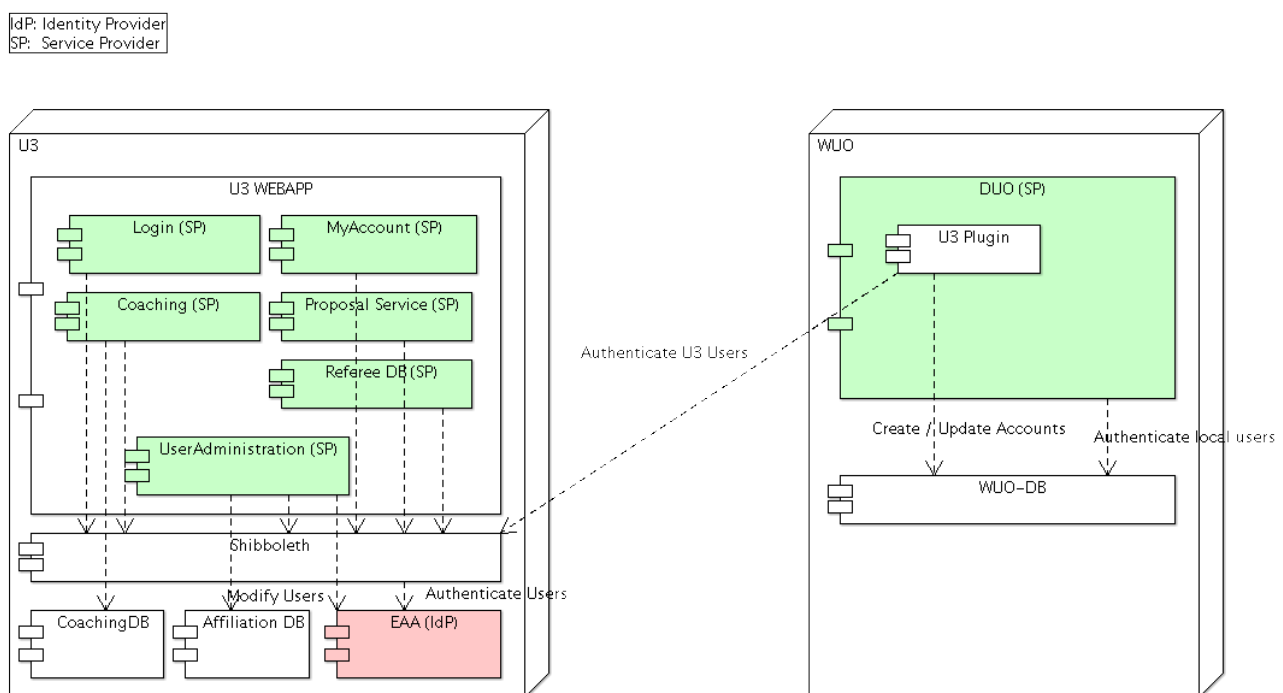 IdP: Identity Provider
SP: Service Provider
U3
U3 WEBAPP
Login (SP)
MyAccount (SP)
Coaching (SP)
Proposal Service (SP)
Referee DB (SP)
UserAdministration (SP)
Shibboleth
Modify Users
Authenticate Users
CoachingDB
Affiliation DB
EAA (IdP)
Authenticate U3 Users
WUO
DUO (SP)
U3 Plugin
Create / Update Accounts
Authenticate local users
WUO-DB